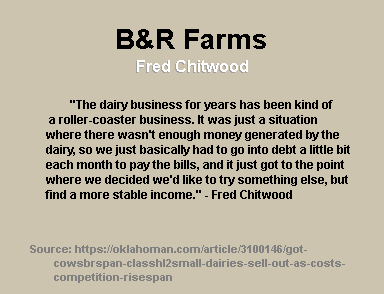 B&R Farms
Fred Chitwood
"The dairy business for years has been kind of
a roller-coaster business. It was just a situation
where there wasn't enough money generated by the
dairy, so we just basically had to go into debt a little bit
each month to pay the bills, and it just got to the point
where we decided we'd like to try something else, but
find a more stable income." - Fred Chitwood
Source: https://oklahoman.com/article/3100146/got-
cowsbrspan-classhl2small-dairies-sell-out-as-costs-
competition-risespan